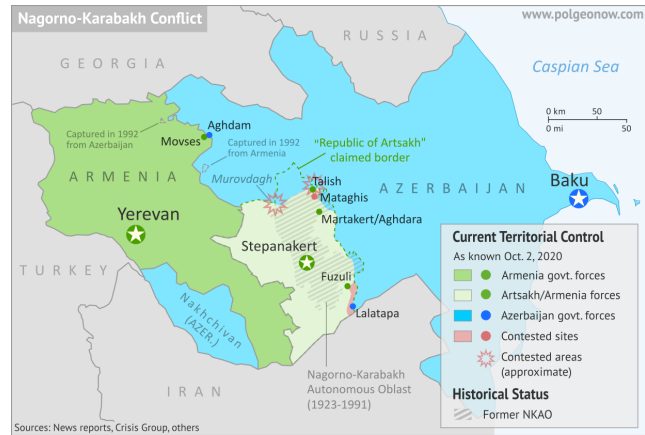 Nagorno-Karabakh Conflict
www.polgeonow.com
RUSSIA
GEORGIA
Caspian Sea
0 km 50
0 mi 50
Captured in 1992
from Azerbaijan
Aghdam
Movses
Captured in 1992
from Armenia
"Republic of Artsakh"
claimed border
ARMENIA
Murovdagh
Talish
Mataghis
AZERBAIJAN
Baku
Martakert/Aghdara
Yerevan
Stepanakert
TURKEY
Fuzuli
Lalatapa
Nakhchivan
(AZER.)
Nagorno-Karabakh
Autonomous Oblast
(1923-1991)
IRAN
Current Territorial Control
As known Oct. 2, 2020
Armenia govt. forces
Artsakh/Armenia forces
Azerbaijan govt. forces
Contested sites
Contested areas
(approximate)
Historical Status
Former NKAO
Sources: News reports, Crisis Group, others